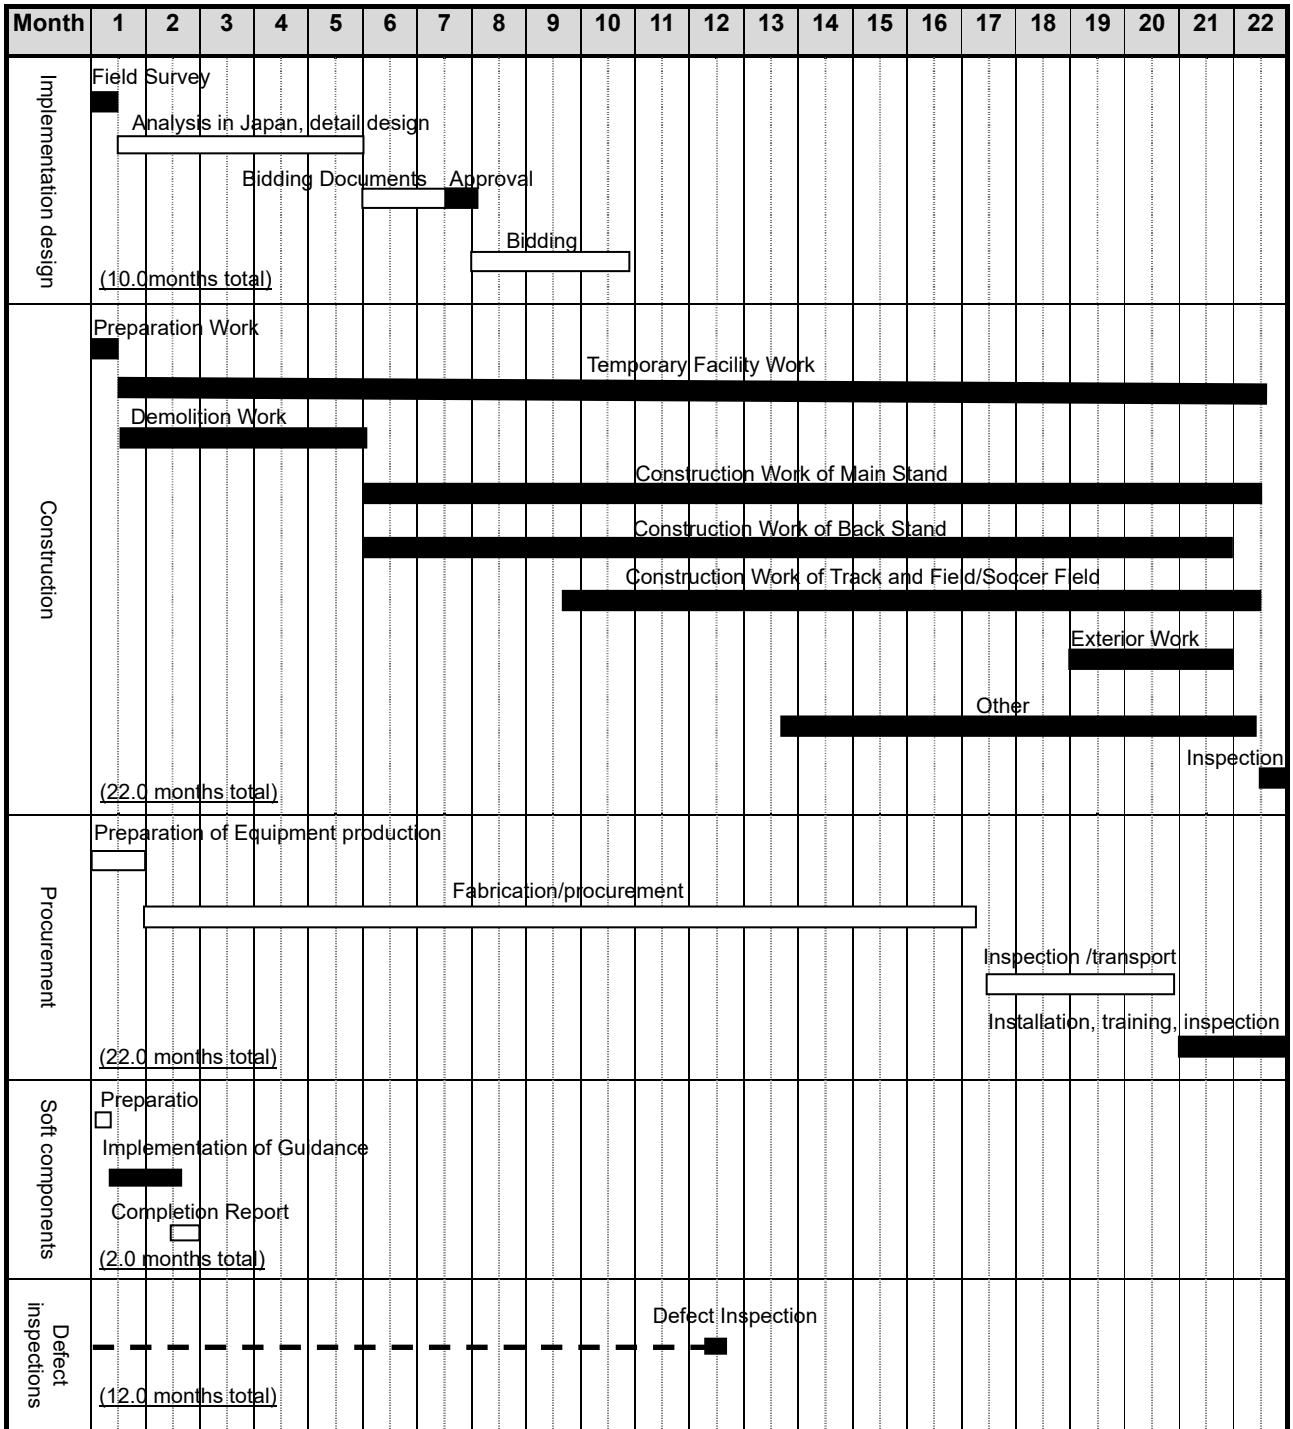 Month 1 2 3 4 5 6 7 8 9 10 11 12 13 14 15 16 17 18 19 20 21 22
Implementation design
Field Survey
Analysis in Japan, detail design
Bidding Documents Approval
Bidding
(10.0months total)
Construction
Preparation Work
Temporary Facility Work
Demolition Work
Construction Work of Main Stand
Construction Work of Back Stand
Construction Work of Track and Field/Soccer Field
Exterior Work
Other
Inspection
(22.0 months total)
Procurement
Preparation of Equipment production
Fabrication/procurement
Inspection /transport
Installation, training, inspection
(22.0 months total)
Soft components
Preparatio
Implementation of Guidance
Completion Report
(2.0 months total)
Defect
inspections
Defect Inspection
(12.0 months total)